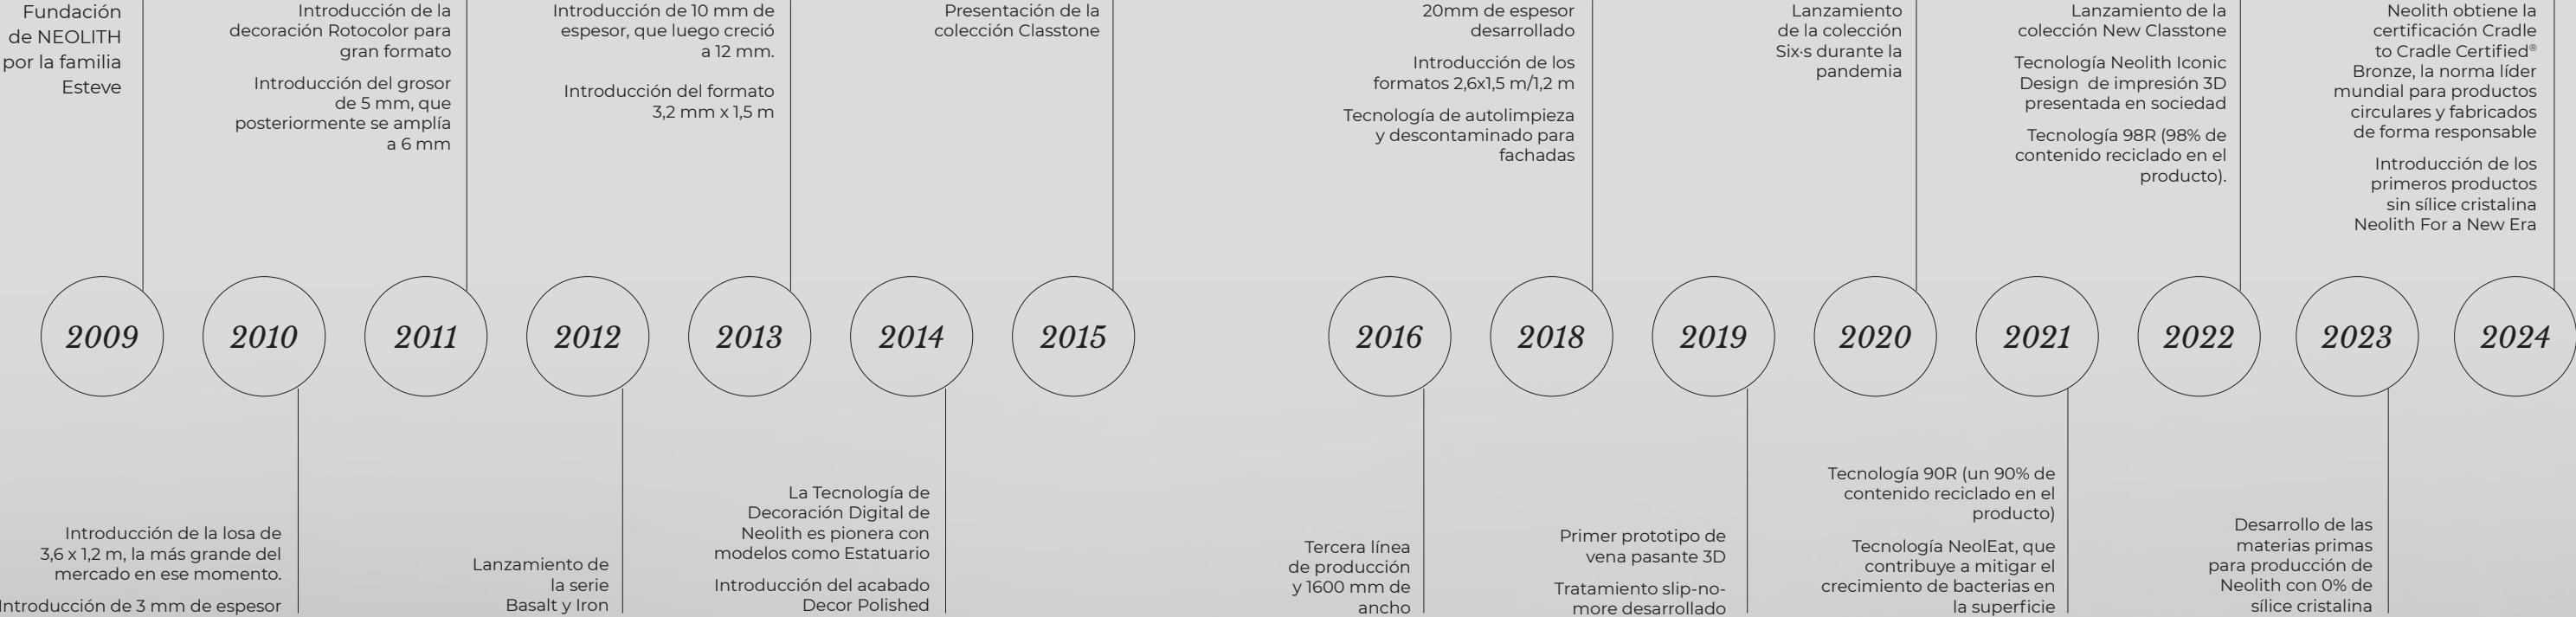 Fundación
de NEOLITH
por la familia
Esteve
Introducción de la
decoración Rotocolor para
gran formato
Introducción del grosor
de 5 mm, que
posteriormente se amplía
a 6 mm
Introducción de 10 mm de
espesor, que luego creció
a 12 mm.
Introducción del formato
3,2 mm x 1,5 m
Presentación de la
colección Classtone
20mm de espesor
desarrollado
Introducción de los
formatos 2,6x1,5 m/1,2 m
Tecnología de autolimpieza
y descontaminado para
fachadas
Lanzamiento
de la colección
Six·s durante la
pandemia
Lanzamiento de la
colección New Classtone
Tecnología Neolith Iconic
Design de impresión 3D
presentada en sociedad
Tecnología 98R (98% de
contenido reciclado en el
producto).
Neolith obtiene la
certificación Cradle
to Cradle Certified®
Bronze, la norma líder
mundial para productos
circulares y fabricados
de forma responsable
Introducción de los
primeros productos
sin sílice cristalina
Neolith For a New Era
2009
2010
2011
2012
2013
2014
2015
2016
2018
2019
2020
2021
2022
2023
2024
Introducción de la losa de
3,6 x 1,2 m, la más grande del
mercado en ese momento.
Introducción de 3 mm de espesor
Lanzamiento de
la serie
Basalt y Iron
La Tecnología de
Decoración Digital de
Neolith es pionera con
modelos como Estatuario
Introducción del acabado
Decor Polished
Tercera línea
de producción
y 1600 mm de
ancho
Primer prototipo de
vena pasante 3D
Tratamiento slip-no-
more desarrollado
Tecnología 90R (un 90% de
contenido reciclado en el
producto)
Tecnología NeolEat, que
contribuye a mitigar el
crecimiento de bacterias en
la superficie
Desarrollo de las
materias primas
para producción de
Neolith con 0% de
sílice cristalina